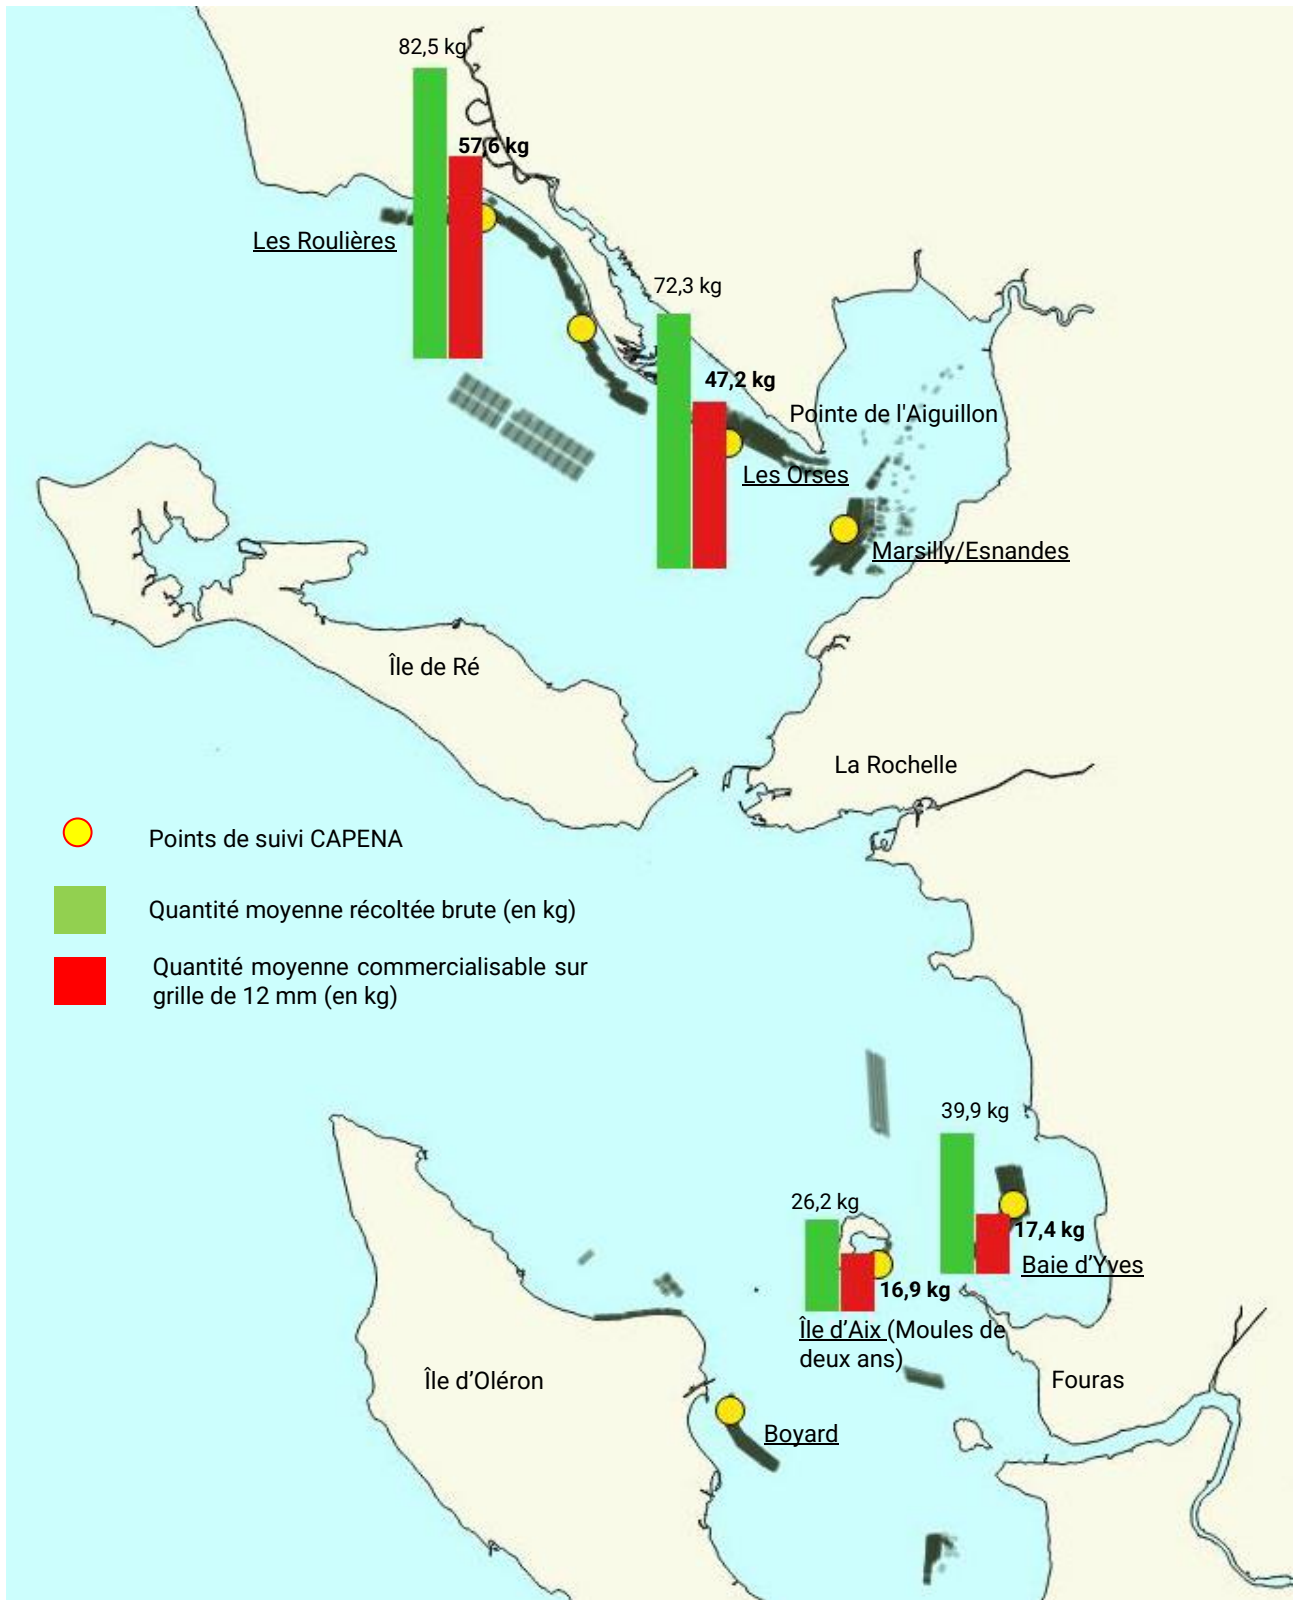 82,5 kg
57,6 kg
Les Roulières
72,3 kg
47,2 kg
Pointe de l'Aiguillon
Les Orses
Marsilly/Esnandes
Île de Ré
La Rochelle
Points de suivi CAPENA
Quantité moyenne récoltée brute (en kg)
Quantité moyenne commercialisable sur
grille de 12 mm (en kg)
39,9 kg
26,2 kg
17,4 kg
Baie d’Yves
16,9 kg
Île d’Aix (Moules de
deux ans)
Île d’Oléron
Fouras
Boyard